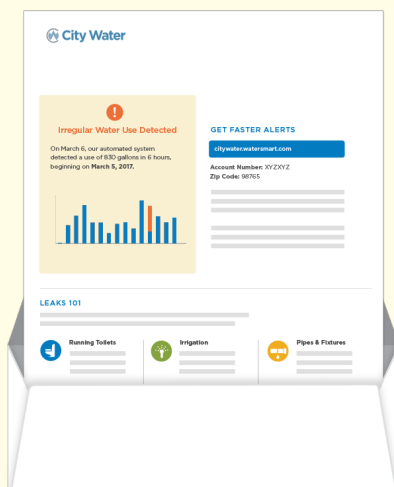 City Water
Irregular Water Use Detected
On March 6, our automated system
detected a use of 830 gallons in 6 hours,
beginning on March 5, 2017.
GET FASTER ALERTS
citywater.watersmart.com
Account Number: XYZXYZ
Zip Code: 98765
LEAKS 101
Running Toilets
Irrigation
Pipes & Fixtures